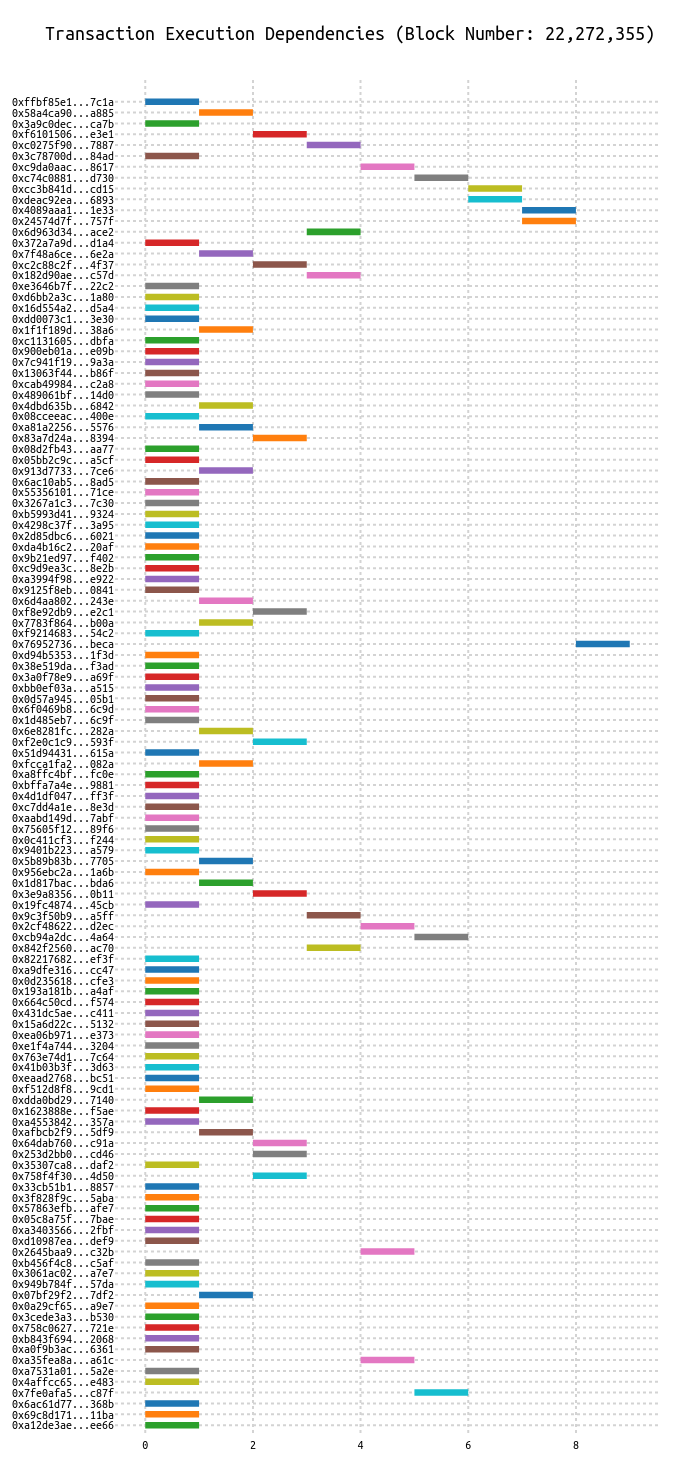 Transaction Execution Dependencies (Block Number: 22,272,355)
0xffbf85e1...7c1a
0x58a4ca90...a885
0x3a9c0dec...ca7b
0xf6101506...e3e1
0xc0275f90...7887
0x3c78700d...84ad
0xc9da0aac...8617
0xc74c0881...d730
0xcc3b841d...cd15
0xdeac92ea...6893
0x4089aaa1...1e33
0x24574d7f...757f
0x6d963d34...ace2
0x372a7a9d...d1a4
0x7f48a6ce...6e2a
0xc2c88c2f...4f37
0x182d90ae...c57d
0xe3646b7f...22c2
0xd6bb2a3c...1a80
0x16d554a2...d5a4
0xdd0073c1...3e30
0x1f1f189d...38a6
0xc1131605...dbfa
0x900eb01a...e09b
0x7c941f19...9a3a
0x13063f44...b86f
0xcab49984...c2a8
0x489061bf...14d0
0x4dbd635b...6842
0x08cceeac...400e
0xa81a2256...5576
0x83a7d24a...8394
0x08d2fb43...aa77
0x05bb2c9c...a5cf
0x913d7733...7ce6
0x6ac10ab5...8ad5
0x55356101...71ce
0x3267a1c3...7c30
0xb5993d41...9324
0x4298c37f...3a95
0x2d85dbc6...6021
0xda4b16c2...20af
0x9b21ed97...f402
0xc9d9ea3c...8e2b
0xa3994f98...e922
0x9125f8eb...0841
0x6d4aa802...243e
0xf8e92db9...e2c1
0x7783f864...b00a
0xf9214683...54c2
0x76952736...beca
0xd94b5353...1f3d
0x38e519da...f3ad
0x3a0f78e9...a69f
0xbb0ef03a...a515
0x0d57a945...05b1
0x6f0469b8...6c9d
0x1d485eb7...6c9f
0x6e8281fc...282a
0xf2e0c1c9...593f
0x51d94431...615a
0xfcca1fa2...082a
0xa8ffc4bf...fc0e
0xbffa7a4e...9881
0x4d1df047...ff3f
0xc7dd4a1e...8e3d
0xaabd149d...7abf
0x75605f12...89f6
0x0c411cf3...f244
0x9401b223...a579
0x5b89b83b...7705
0x956ebc2a...1a6b
0x1d817bac...bda6
0x3e9a8356...0b11
0x19fc4874...45cb
0x9c3f50b9...a5ff
0x2cf48622...d2ec
0xcb94a2dc...4a64
0x842f2560...ac70
0x82217682...ef3f
0xa9dfe316...cc47
0x0d235618...cfe3
0x193a181b...a4af
0x664c50cd...f574
0x431dc5ae...c411
0x15a6d22c...5132
0xea06b971...e373
0xe1f4a744...3204
0x763e74d1...7c64
0x41b03b3f...3d63
0xeaad2768...bc51
0xf512d8f8...9cd1
0xdda0bd29...7140
0x1623888e...f5ae
0xa4553842...357a
0xafbcb2f9...5df9
0x64dab760...c91a
0x253d2bb0...cd46
0x35307ca8...daf2
0x758f4f30...4d50
0x33cb51b1...8857
0x3f828f9c...5aba
0x57863efb...afe7
0x05c8a75f...7bae
0xa3403566...2fbf
0xd10987ea...def9
0x2645baa9...c32b
0xb456f4c8...c5af
0x3061ac02...a7e7
0x949b784f...57da
0x07bf29f2...7df2
0x0a29cf65...a9e7
0x3cede3a3...b530
0x758c0627...721e
0xb843f694...2068
0xa0f9b3ac...6361
0xa35fea8a...a61c
0xa7531a01...5a2e
0x4affcc65...e483
0x7fe0afa5...c87f
0x6ac61d77...368b
0x69c8d171...11ba
0xa12de3ae...ee66
0 2 4 6 8